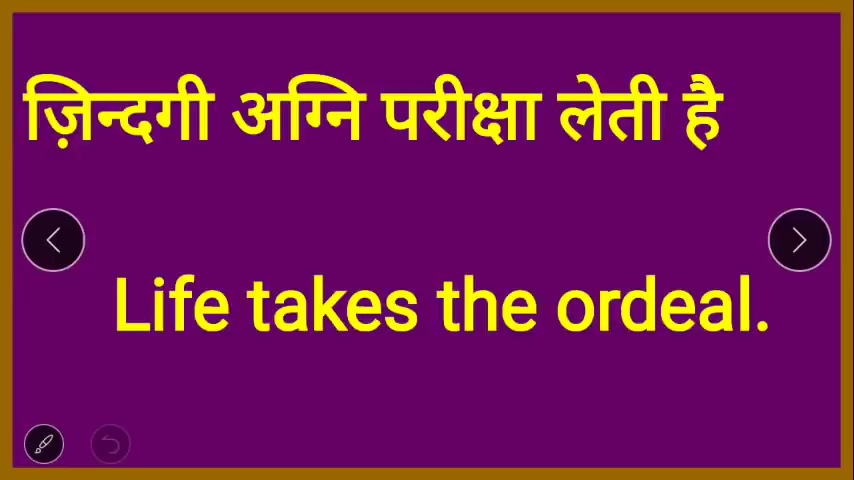 ज़िन्दगी अग्नि परीक्षा लेती है
Life takes the ordeal.